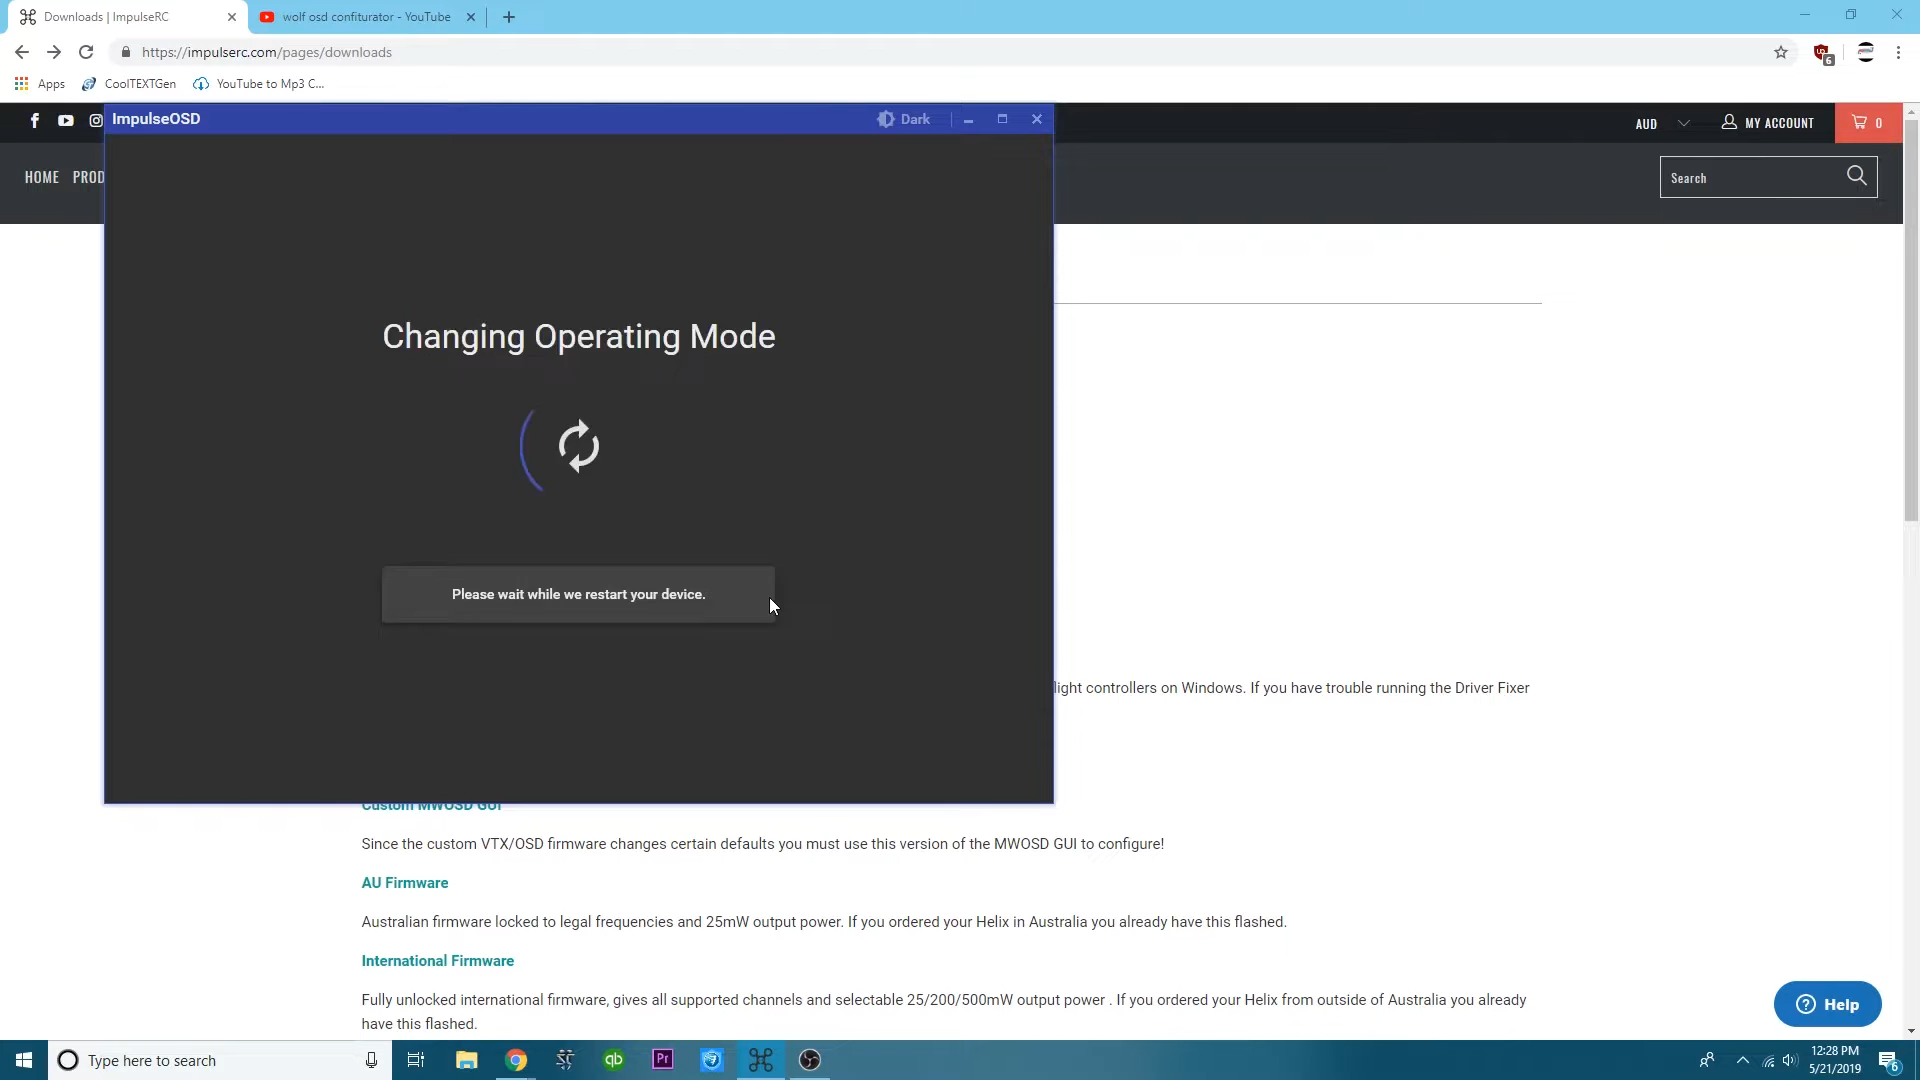 Downloads | ImpulseRC
wolf osd confiturator - YouTube
https://impulserc.com/pages/downloads
6
Apps
CoolTEXTGen
YouTube to Mp3 C...
ImpulseOSD
Dark
AUD
MY ACCOUNT
0
HOME PROD
Search
Changing Operating Mode
Please wait while we restart your device.
light controllers on Windows. If you have trouble running the Driver Fixer
Custom MWOSD GUI
Since the custom VTX/OSD firmware changes certain defaults you must use this version of the MWOSD GUI to configure!
AU Firmware
Australian firmware locked to legal frequencies and 25mW output power. If you ordered your Helix in Australia you already have this flashed.
International Firmware
Fully unlocked international firmware, gives all supported channels and selectable 25/200/500mW output power . If you ordered your Helix from outside of Australia you already
have this flashed.
Help
Type here to search
qb
Pr
12:28 PM
5/21/2019
6